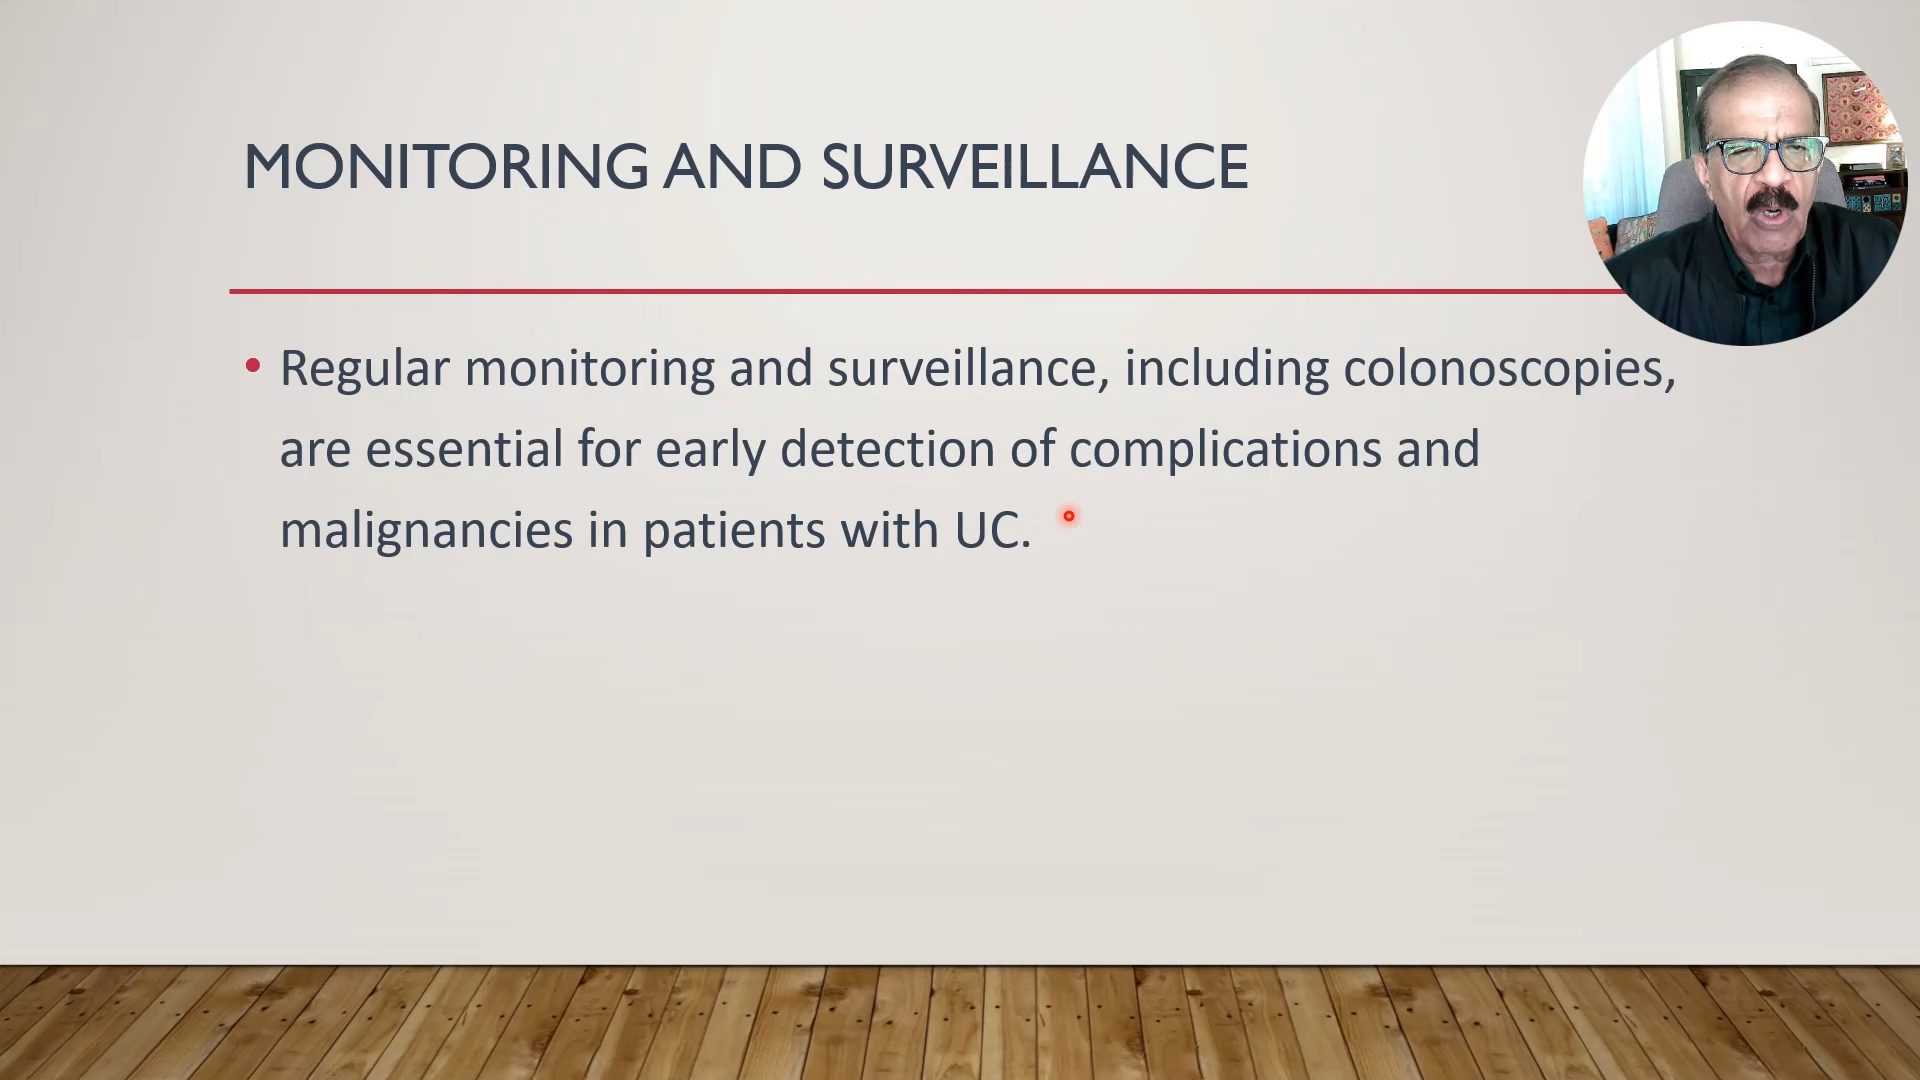 MONITORING AND SURVEILLANCE
• Regular monitoring and surveillance, including colonoscopies,
are essential for early detection of complications and
malignancies in patients with UC.